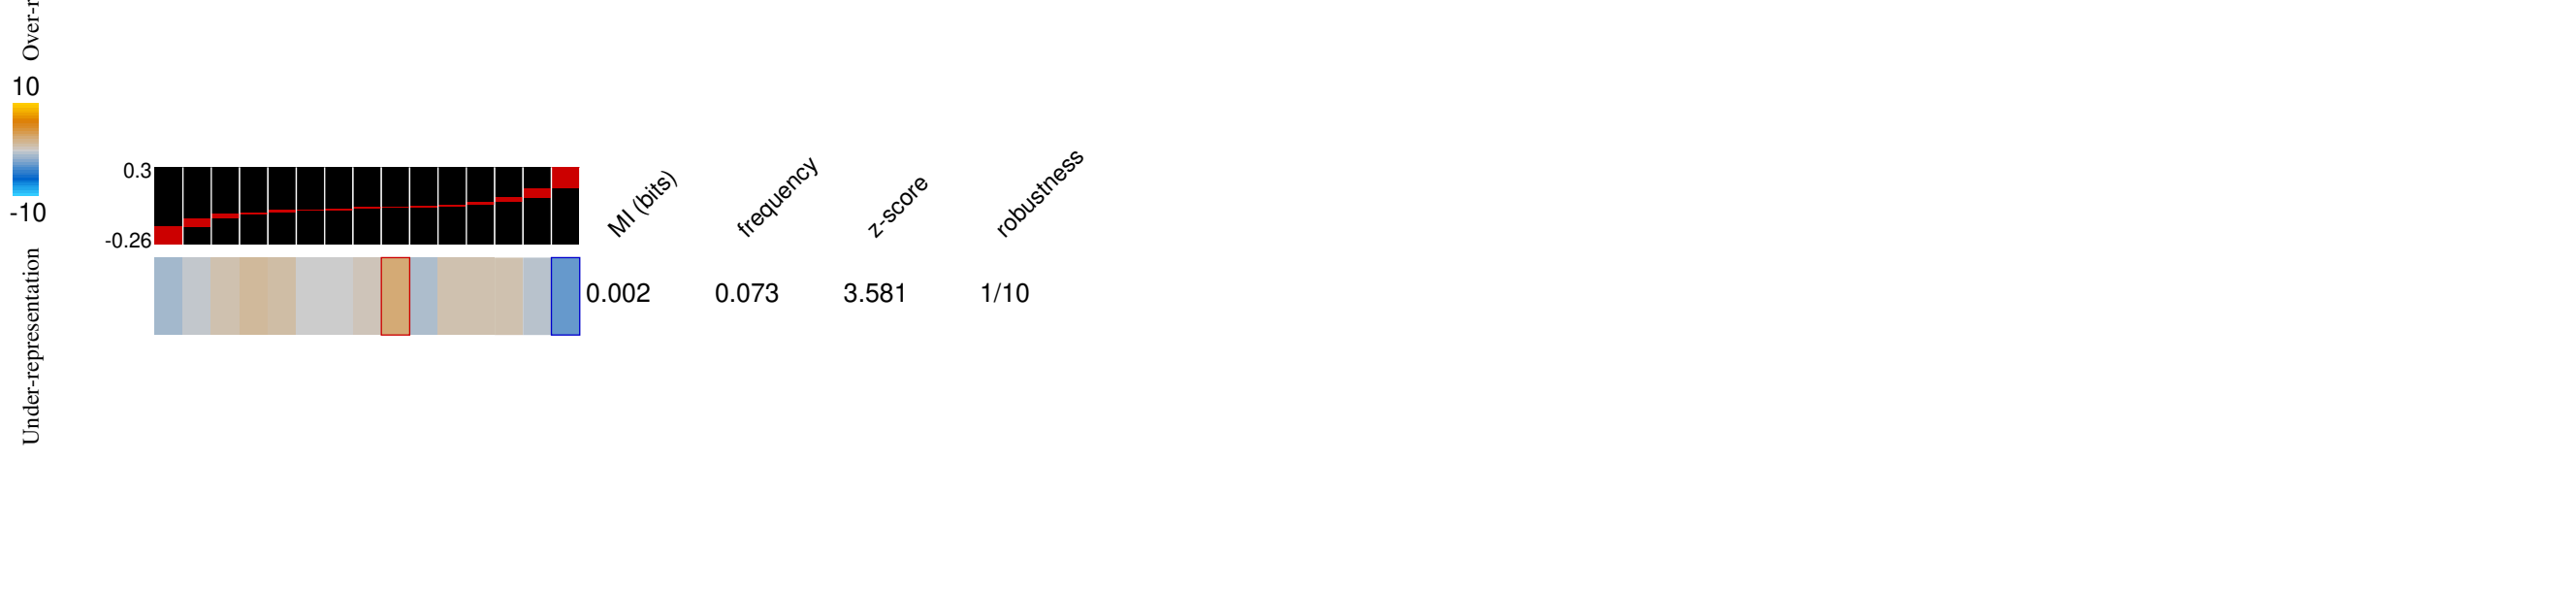 Over-r
10
-10
Under-representation
0.3
-0.26
MI (bits)
frequency
z-score
robustness
0.002
0.073
3.581
1/10